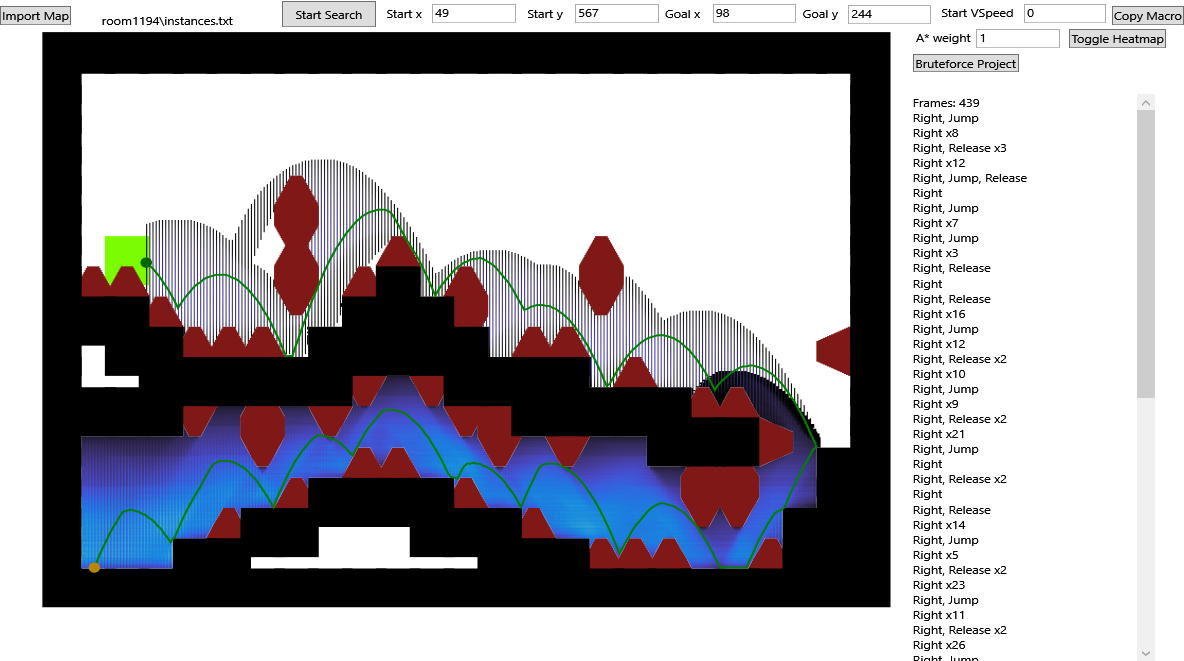 Import Map
room1194\instances.txt
Start Search
Start x 49
Start y 567
Goal x 98
Goal y 244
Start VSpeed 0
Copy Macro
A* weight 1
Toggle Heatmap
Bruteforce Project
Frames: 439
Right, Jump
Right x8
Right, Release x3
Right x12
Right, Jump, Release
Right
Right, Jump
Right x7
Right, Jump
Right x3
Right, Release
Right
Right, Release
Right x16
Right, Jump
Right x12
Right, Release x2
Right x10
Right, Jump
Right x9
Right, Release x2
Right x21
Right, Jump
Right
Right, Release x2
Right
Right, Release
Right x14
Right, Jump
Right x5
Right, Release x2
Right x23
Right, Jump
Right x11
Right, Release x2
Right x26
Right, Jump